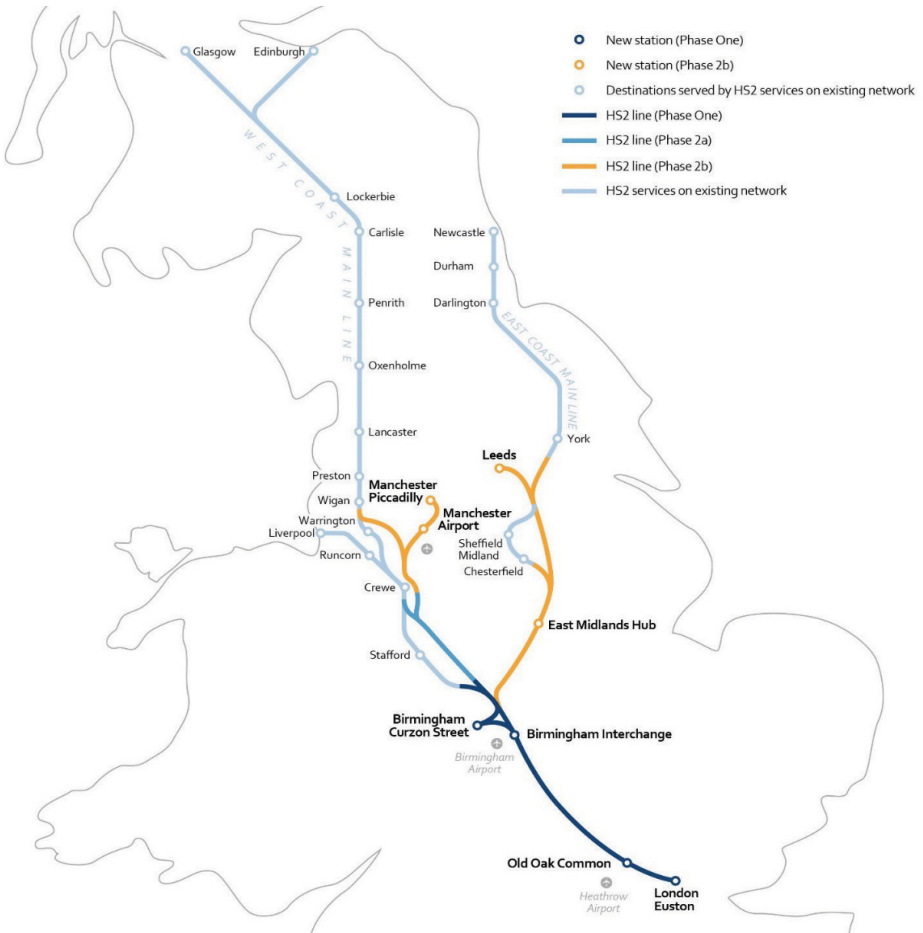 Glasgow
Edinburgh
New station (Phase One)
New station (Phase 2b)
Destinations served by HS2 services on existing network
HS2 line (Phase One)
HS2 line (Phase 2a)
HS2 line (Phase 2b)
HS2 services on existing network
WEST COAST MAIN LINE
Lockerbie
Carlisle
Newcastle
Durham
Penrith
Darlington
EAST COAST MAIN LINE
Oxenholme
Lancaster
York
Leeds
Preston
Manchester
Piccadilly
Wigan
Manchester
Airport
Warrington
Liverpool
Sheffield
Midland
Runcorn
Chesterfield
Crewe
East Midlands Hub
Stafford
Birmingham
Curzon Street
Birmingham Interchange
Birmingham
Airport
Old Oak Common
Heathrow
Airport
London
Euston